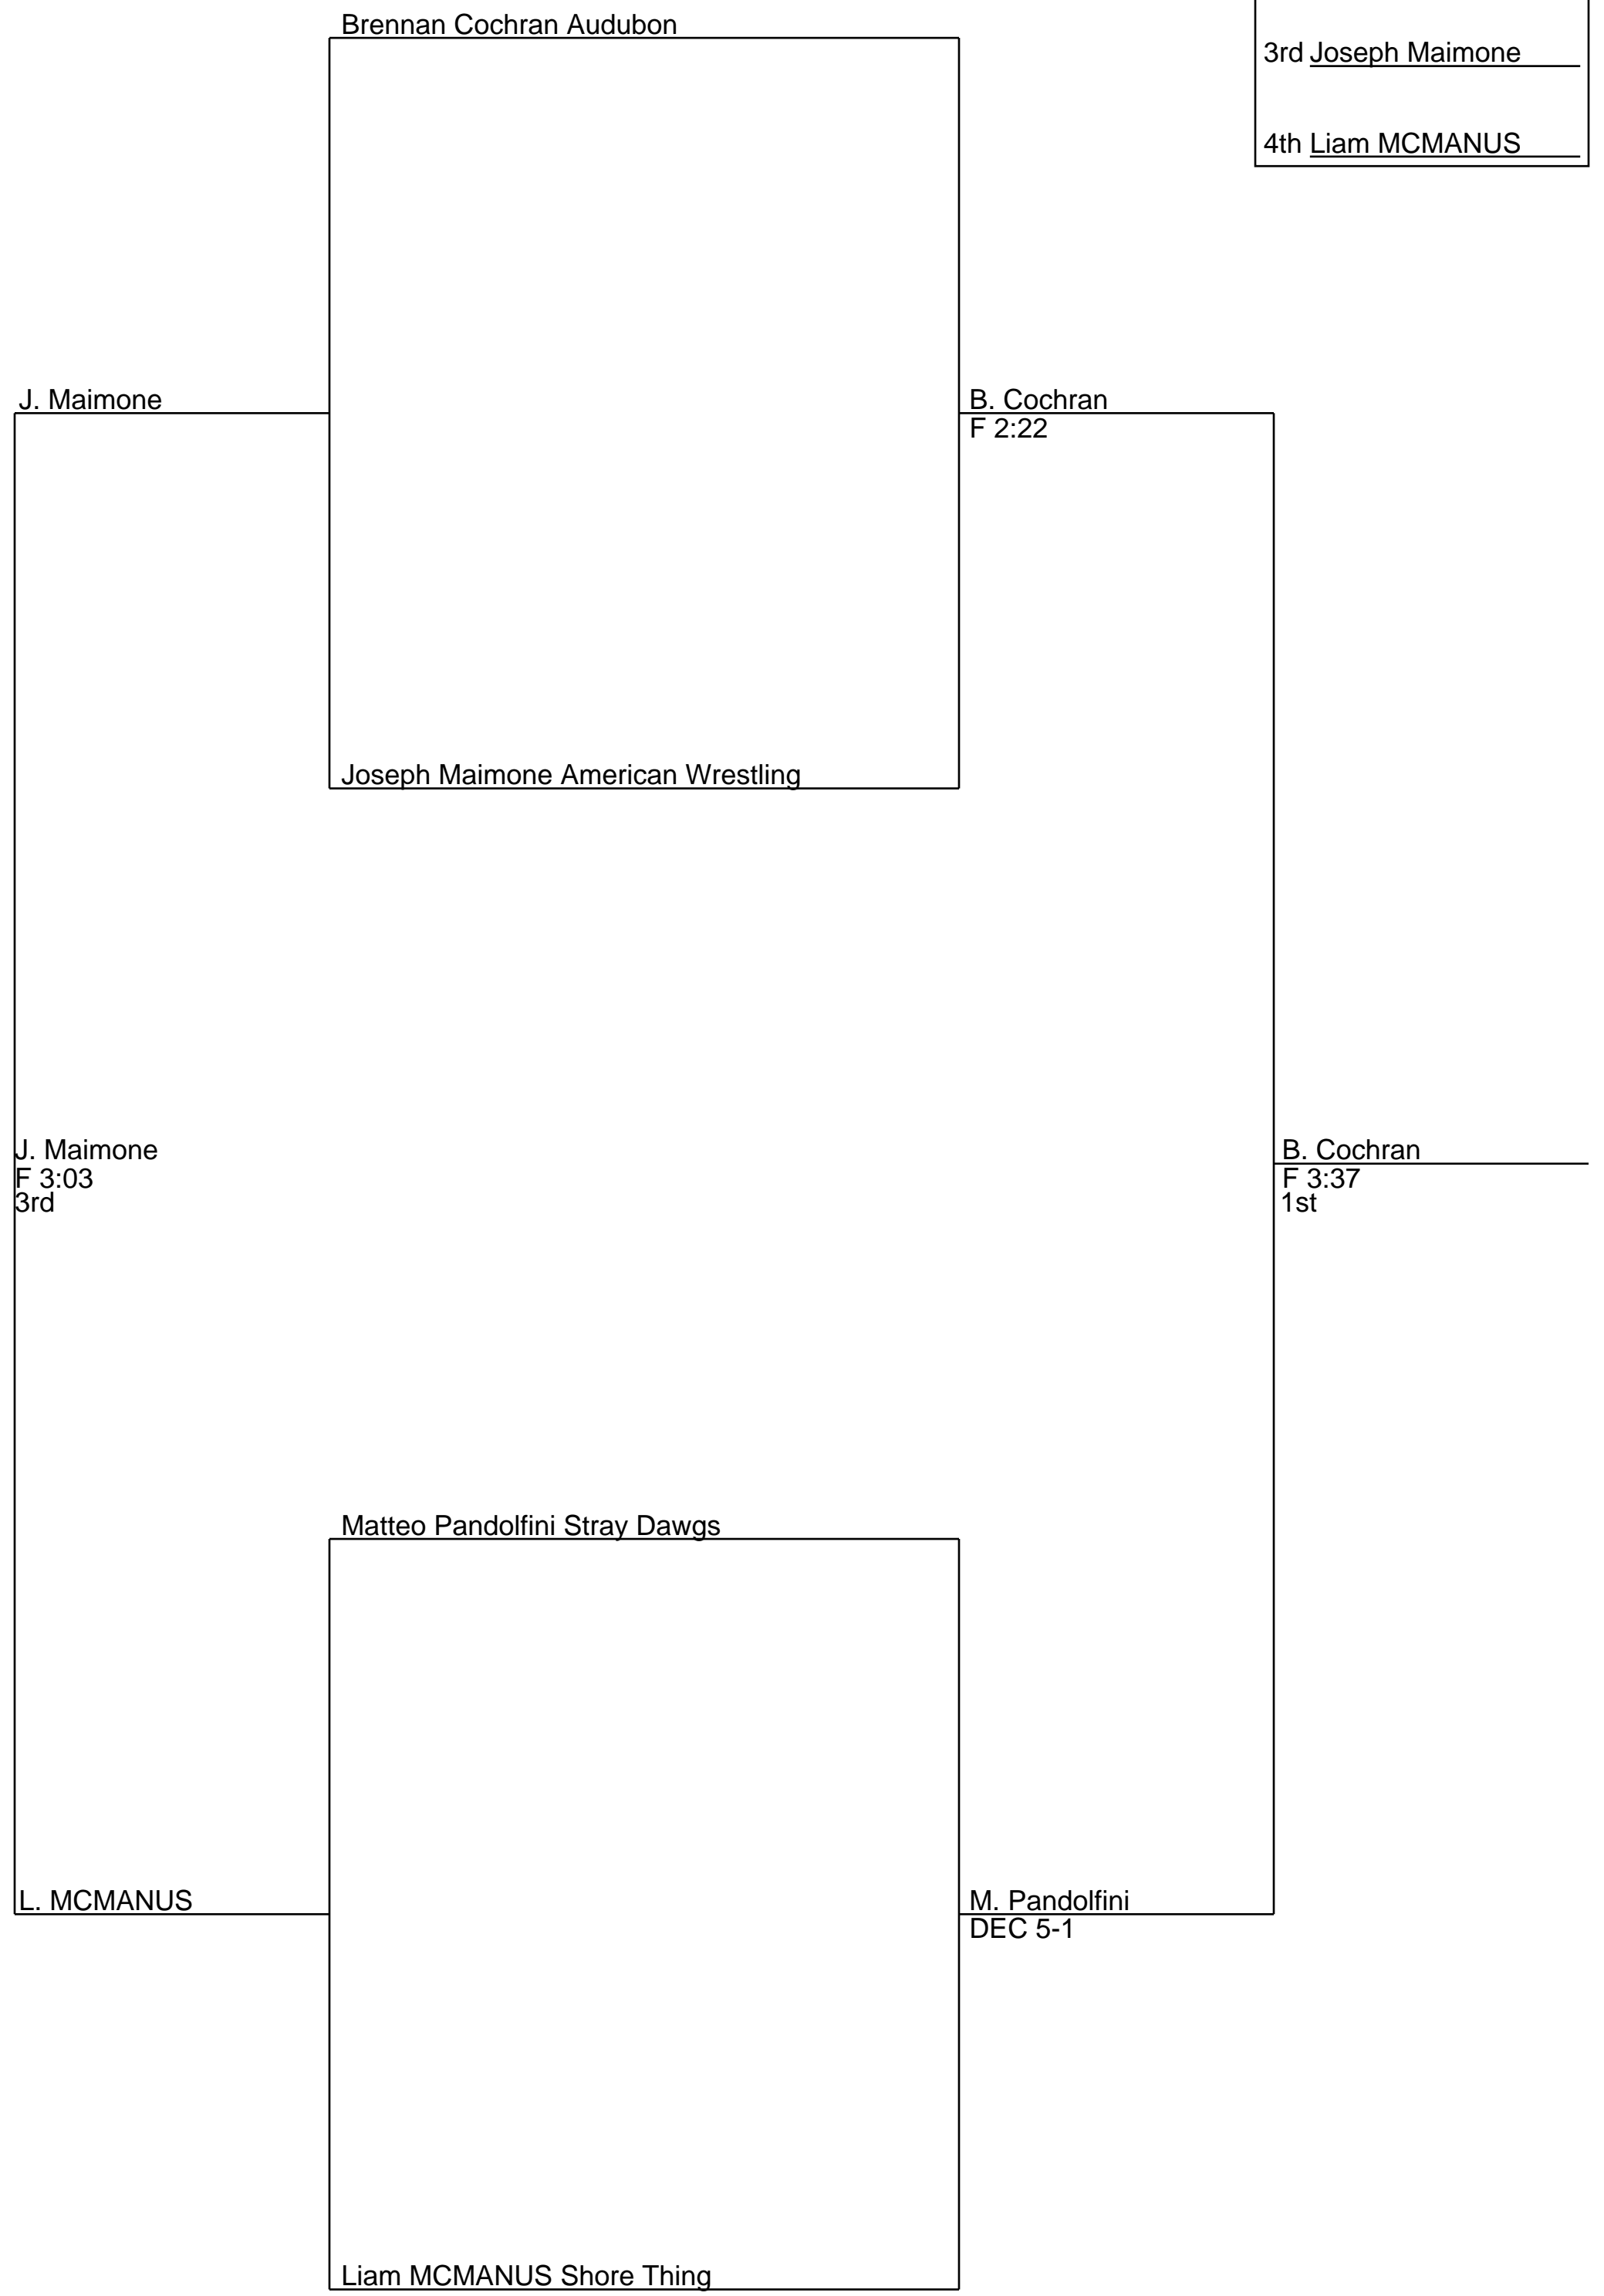 Brennan Cochran Audubon
3rd Joseph Maimone
4th Liam MCMANUS
J. Maimone
B. Cochran
F 2:22
Joseph Maimone American Wrestling
J. Maimone
F 3:03
3rd
B. Cochran
F 3:37
1st
Matteo Pandolfini Stray Dawgs
L. MCMANUS
M. Pandolfini
DEC 5-1
Liam MCMANUS Shore Thing